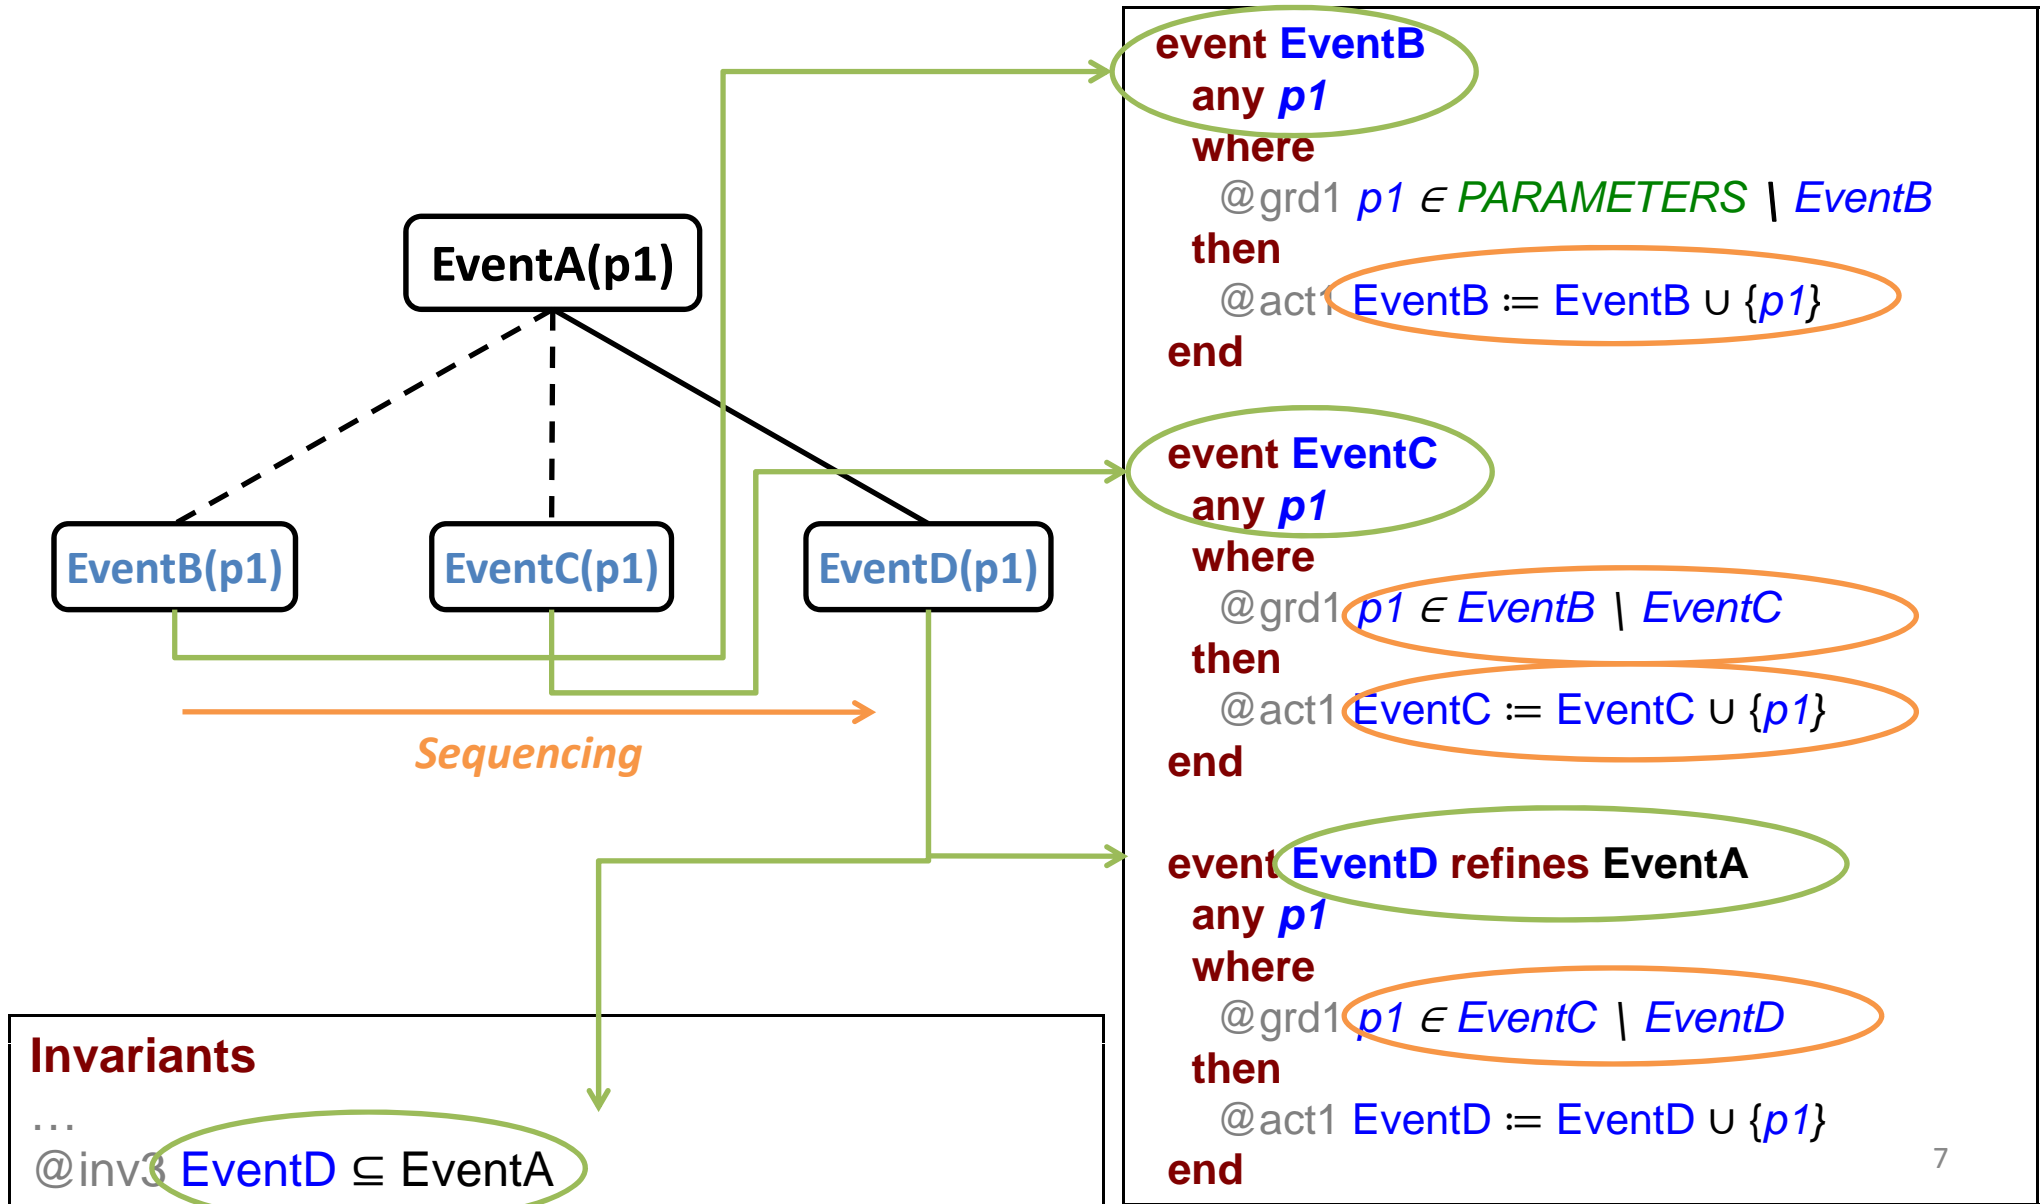 EventA(p1)
EventB(p1)
EventC(p1)
EventD(p1)
Sequencing
Invariants
…
@inv3 EventD ⊆ EventA
event EventB
any p1
where
@grd1 p1 ∈ PARAMETERS \ EventB
then
@act1 EventB ≔ EventB ∪ {p1}
end
event EventC
any p1
where
@grd1 p1 ∈ EventB \ EventC
then
@act1 EventC ≔ EventC ∪ {p1}
end
event EventD refines EventA
any p1
where
@grd1 p1 ∈ EventC \ EventD
then
@act1 EventD ≔ EventD ∪ {p1}
end
7